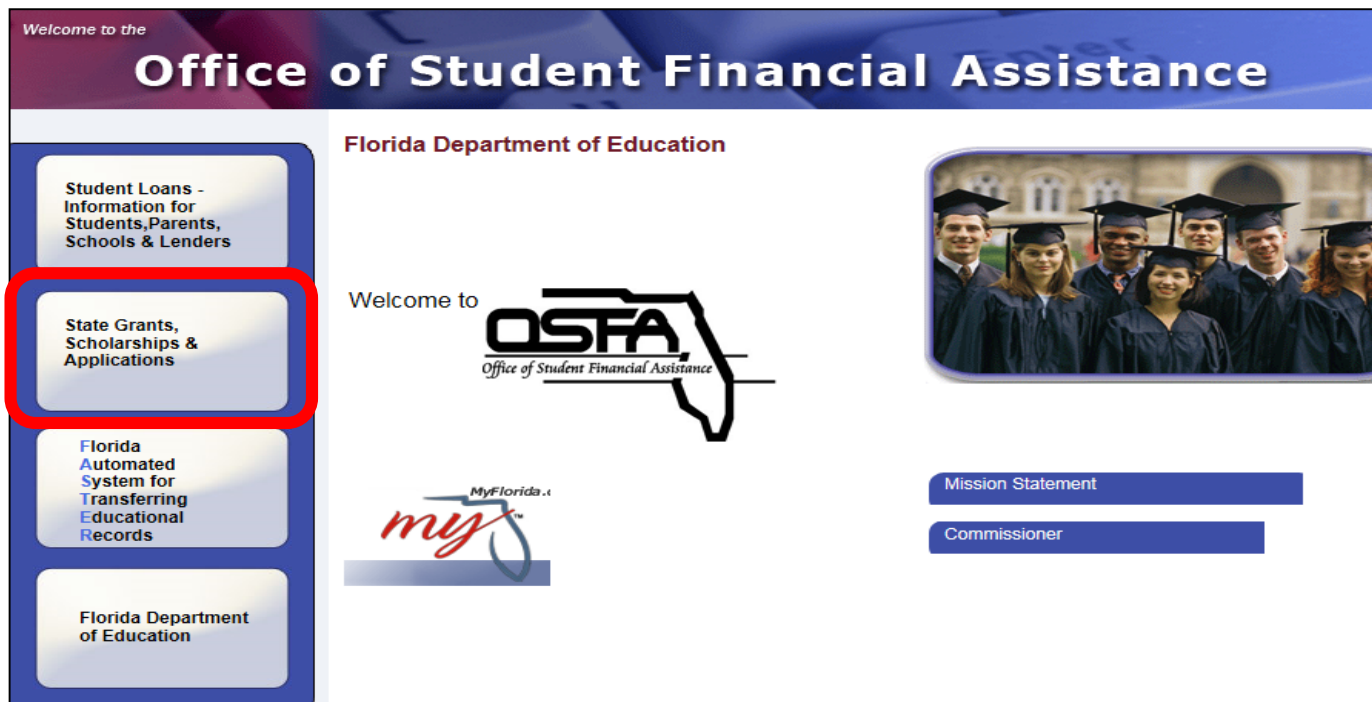 Welcome to the
Office of Student Financial Assistance
Student Loans -
Information for
Students,Parents,
Schools & Lenders
State Grants,
Scholarships &
Applications
Florida
Automated
System for
Transferring
Educational
Records
Florida Department
of Education
Florida Department of Education
Welcome to
OSFA
Office of Student Financial Assistance
MyFlorida.
my
TM
Mission Statement
Commissioner